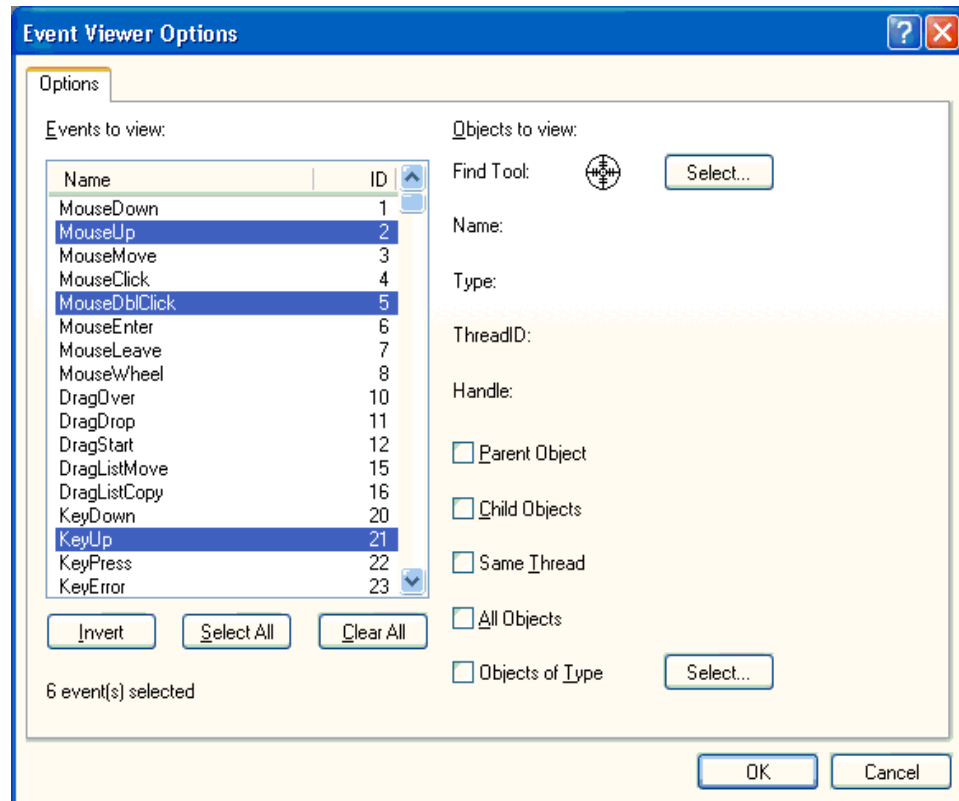 Event Viewer Options
Options
Events to view:
Name ID
MouseDown 1
MouseUp 2
MouseMove 3
MouseClick 4
MouseDblClick 5
MouseEnter 6
MouseLeave 7
MouseWheel 8
DragOver 10
DragDrop 11
DragStart 12
DragListMove 15
DragListCopy 16
KeyDown 20
KeyUp 21
KeyPress 22
KeyError 23
Invert Select All Clear All
6 event(s) selected
Objects to view:
Find Tool: Select...
Name:
Type:
ThreadID:
Handle:
Parent Object
Child Objects
Same Thread
All Objects
Objects of Type Select...
OK Cancel